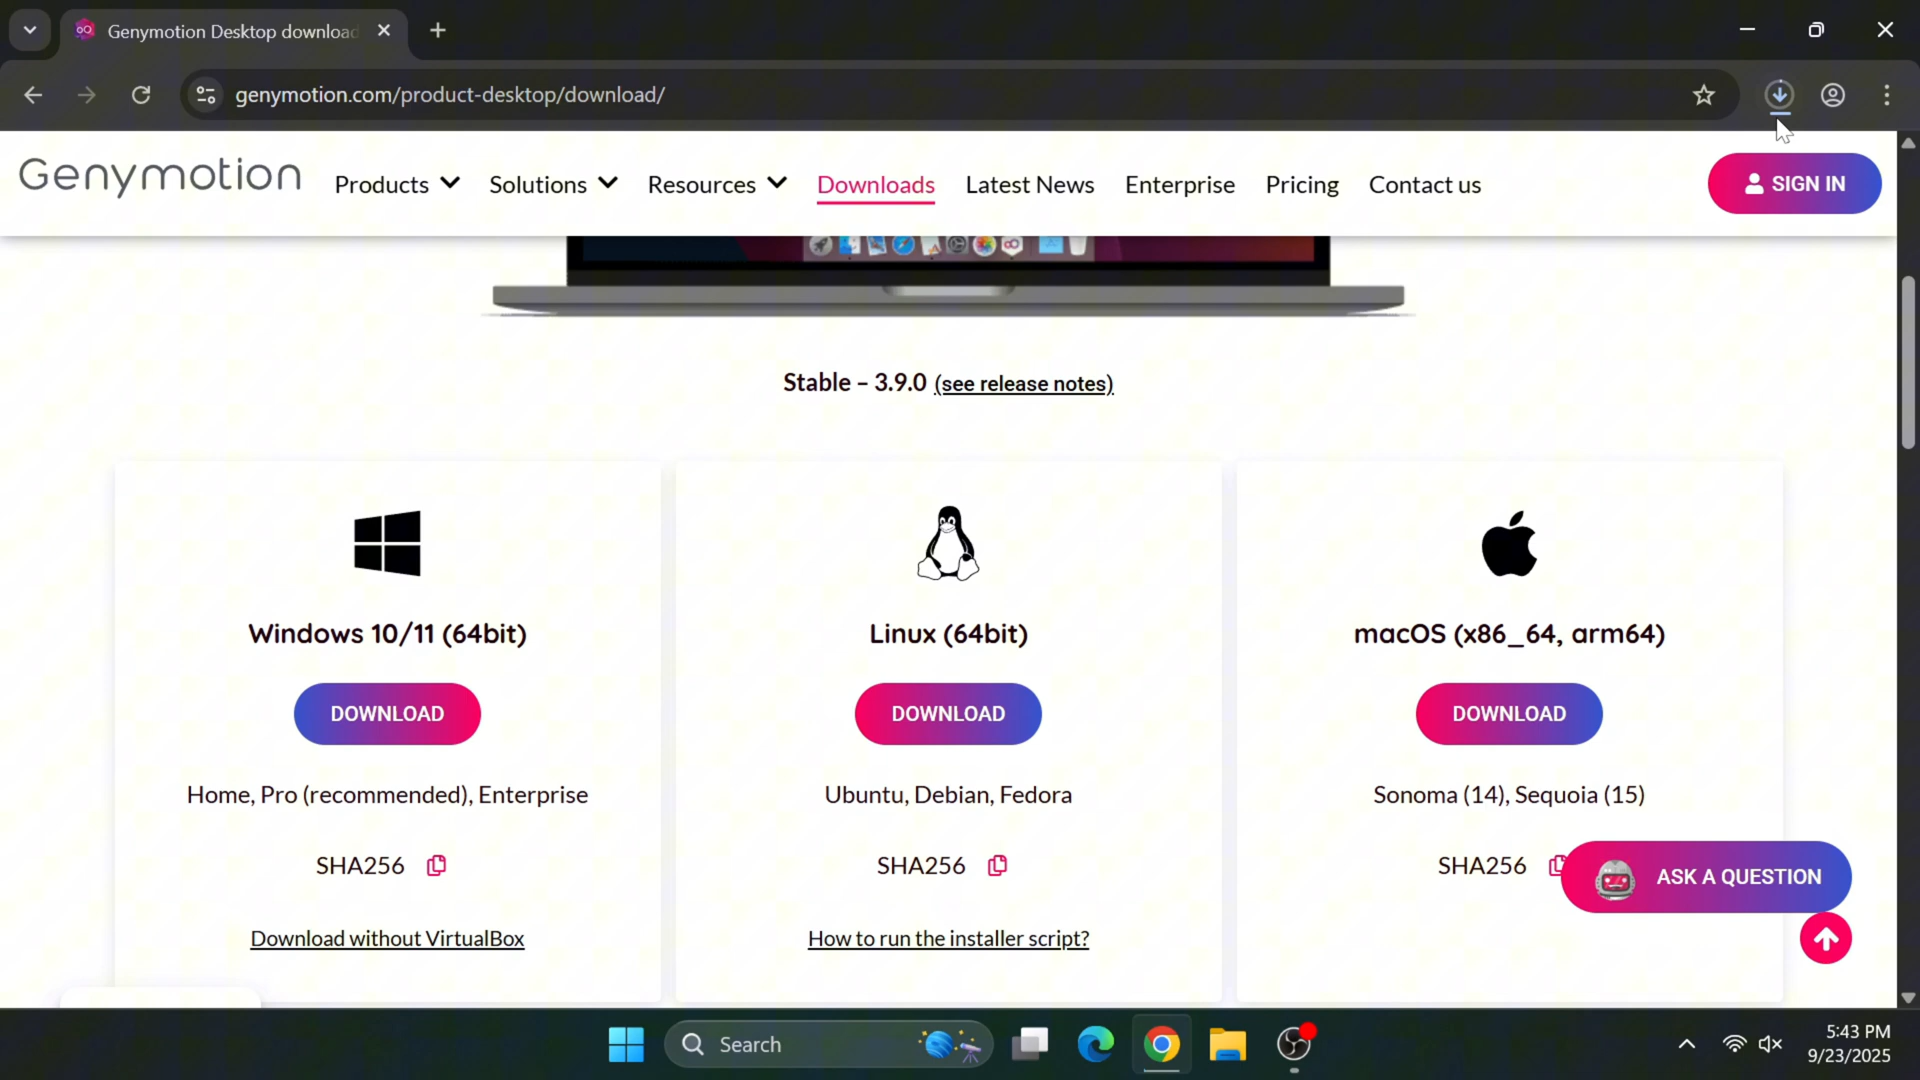 Genymotion Desktop download
genymotion.com/product-desktop/download/
Genymotion
Products
Solutions
Resources
Downloads
Latest News
Enterprise
Pricing
Contact us
SIGN IN
Stable – 3.9.0 (see release notes)
Windows 10/11 (64bit)
DOWNLOAD
Home, Pro (recommended), Enterprise
SHA256
Download without VirtualBox
Linux (64bit)
DOWNLOAD
Ubuntu, Debian, Fedora
SHA256
How to run the installer script?
macOS (x86_64, arm64)
DOWNLOAD
Sonoma (14), Sequoia (15)
SHA256
ASK A QUESTION
Search
5:43 PM
9/23/2025